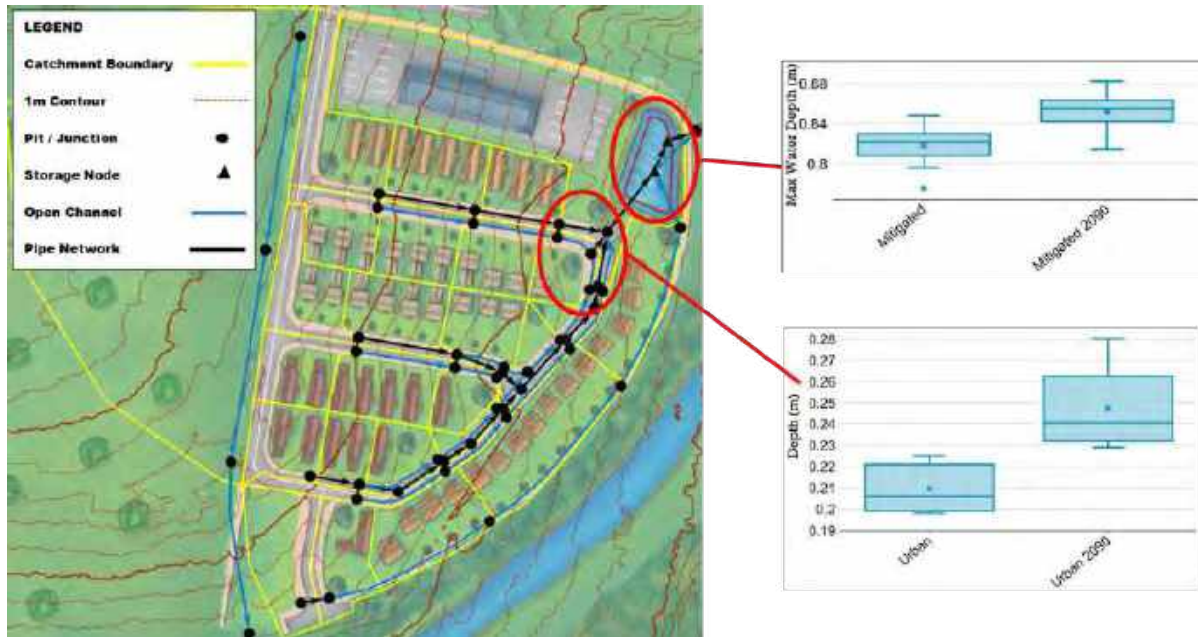 LEGEND
Catchment Boundary
1m Contour
Pit / Junction
Storage Node
Open Channel
Pipe Network
Max Water Depth (m)
0.88
0.84
0.8
Mitigated
Mitigated 2090
Depth (m)
0.28
0.27
0.26
0.25
0.23
0.22
0.21
0.2
0.19
Urban
Urban 2090